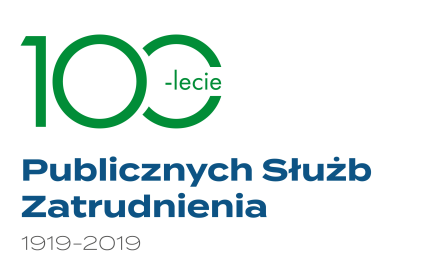 100-lecie
Publicznych Służb
Zatrudnienia
1919-2019